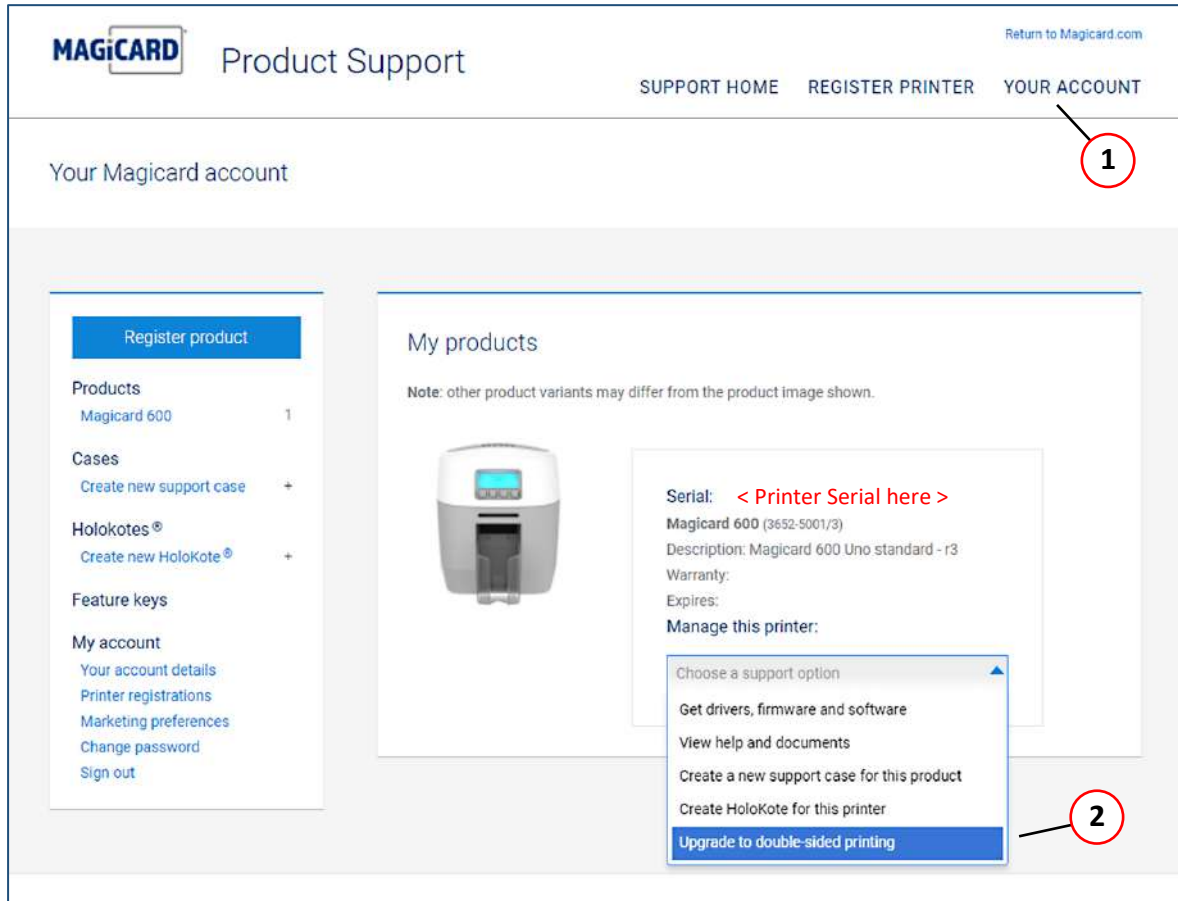 Return to Magicard.com
MAGiCARD
Product Support
SUPPORT HOME REGISTER PRINTER YOUR ACCOUNT
1
Your Magicard account
Register product
Products
Magicard 600 1
Cases
Create new support case +
Holokotes ®
Create new HoloKote ® +
Feature keys
My account
Your account details
Printer registrations
Marketing preferences
Change password
Sign out
My products
Note: other product variants may differ from the product image shown.
Serial: < Printer Serial here >
Magicard 600 (3652-5001/3)
Description: Magicard 600 Uno standard - r3
Warranty:
Expires:
Manage this printer:
Choose a support option
Get drivers, firmware and software
View help and documents
Create a new support case for this product
Create HoloKote for this printer
Upgrade to double-sided printing
2